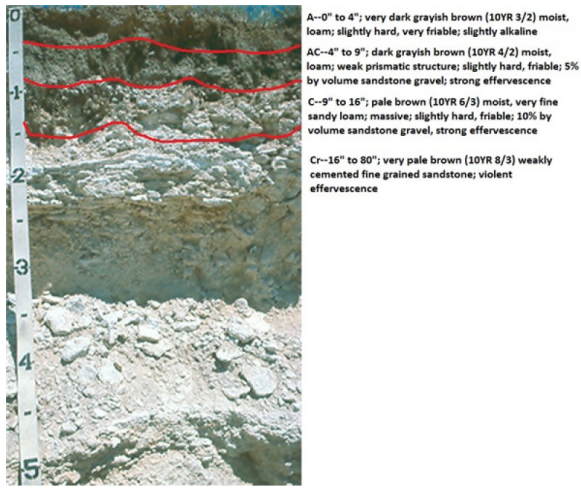 0
1
2
3
4
5
A--0" to 4"; very dark grayish brown (10YR 3/2) moist,
loam; slightly hard, very friable; slightly alkaline
AC--4" to 9"; dark grayish brown (10YR 4/2) moist,
loam; weak prismatic structure; slightly hard, friable; 5%
by volume sandstone gravel; strong effervescence
C--9" to 16"; pale brown (10YR 6/3) moist, very fine
sandy loam; massive; slightly hard, friable; 10% by
volume sandstone gravel, strong effervescence
Cr--16" to 80"; very pale brown (10YR 8/3) weakly
cemented fine grained sandstone; violent
effervescence